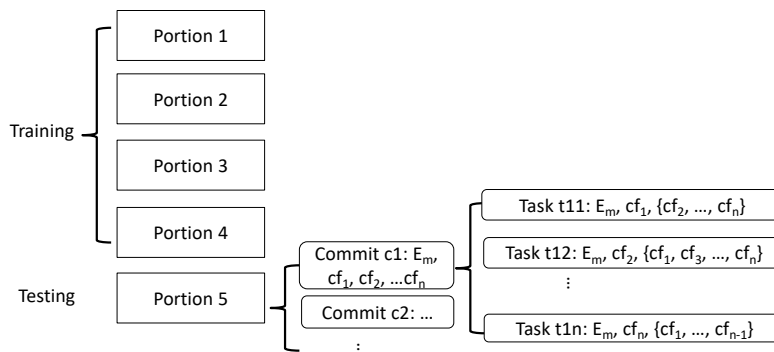 Portion 1
Portion 2
Training
Portion 3
Portion 4
Testing
Portion 5
Commit c1: Eₘ,
cf₁, cf₂, …cfₙ
Commit c2: …
⋮
Task t11: Eₘ, cf₁, {cf₂, …, cfₙ}
Task t12: Eₘ, cf₂, {cf₁, cf₃, …, cfₙ}
⋮
Task t1n: Eₘ, cfₙ, {cf₁, …, cfₙ₋₁}